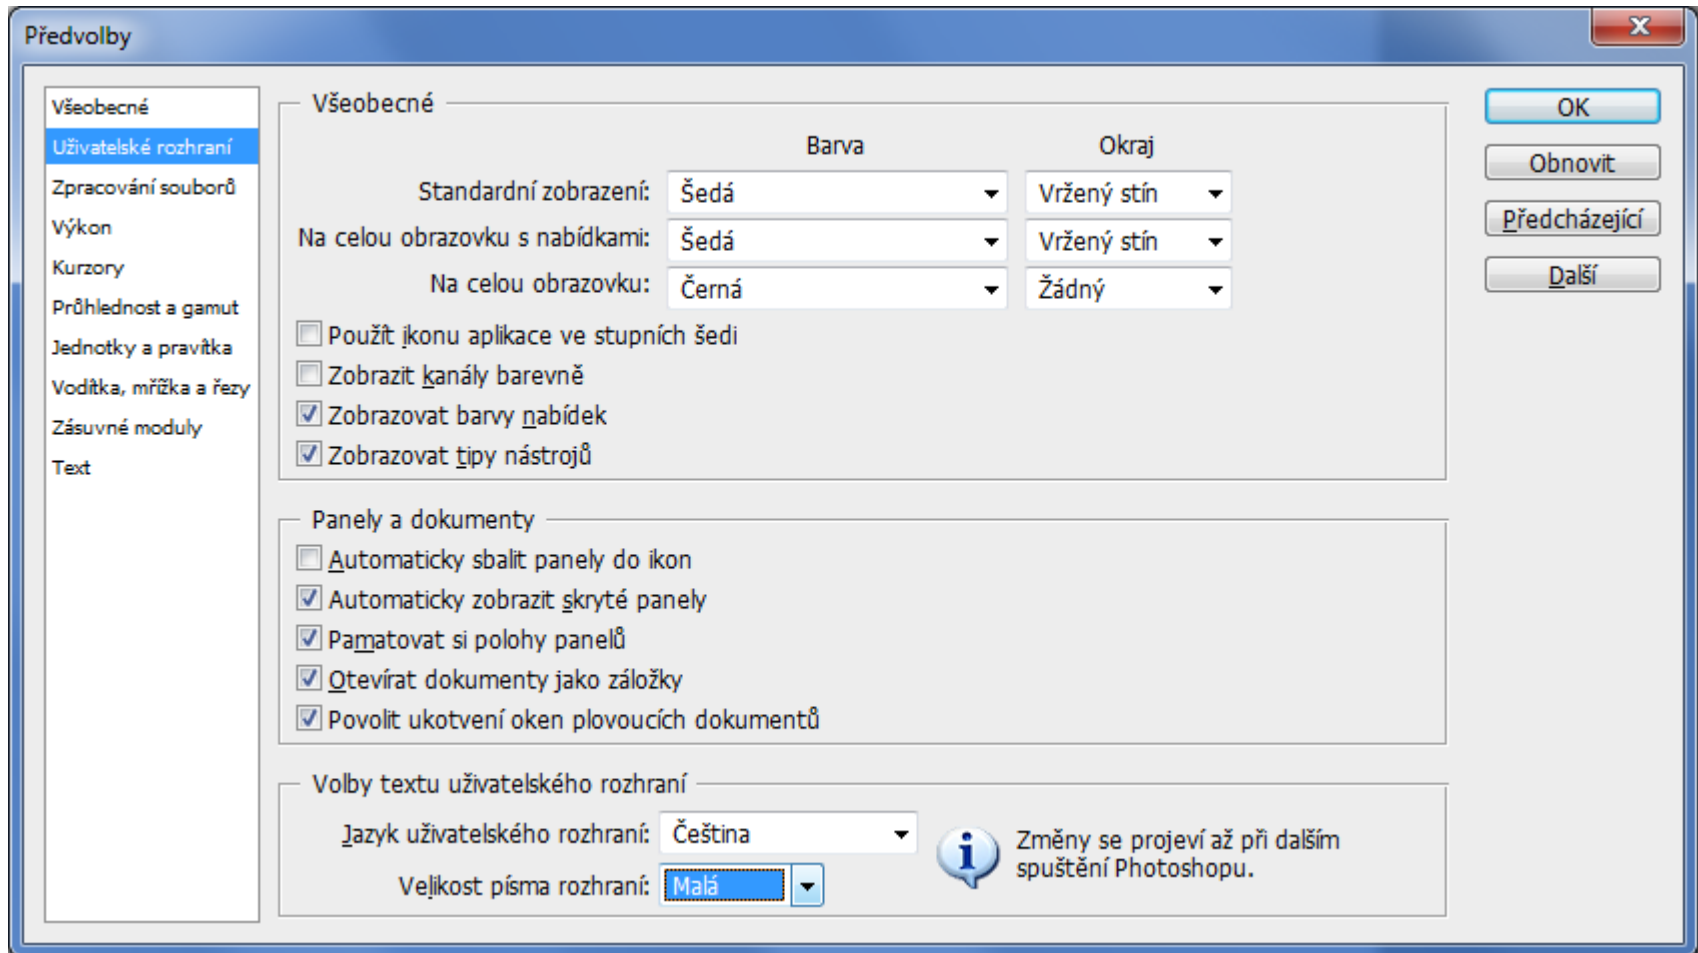 Předvolby
Všeobecné
Uživatelské rozhraní
Zpracování souborů
Výkon
Kurzory
Průhlednost a gamut
Jednotky a pravítka
Vodítka, mřížka a řezy
Zásuvné moduly
Text
Všeobecné
Barva Okraj
Standardní zobrazení: Šedá Vržený stín
Na celou obrazovku s nabídkami: Šedá Vržený stín
Na celou obrazovku: Černá Žádný
Použít ikonu aplikace ve stupních šedi
Zobrazit kanály barevně
Zobrazovat barvy nabídek
Zobrazovat tipy nástrojů
Panely a dokumenty
Automaticky sbalit panely do ikon
Automaticky zobrazit skryté panely
Pamatovat si polohy panelů
Otevírat dokumenty jako záložky
Povolit ukotvení oken plovoucích dokumentů
Volby textu uživatelského rozhraní
Jazyk uživatelského rozhraní: Čeština
Velikost písma rozhraní: Malá
Změny se projeví až při dalším
spuštění Photoshopu.
OK
Obnovit
Předcházející
Další